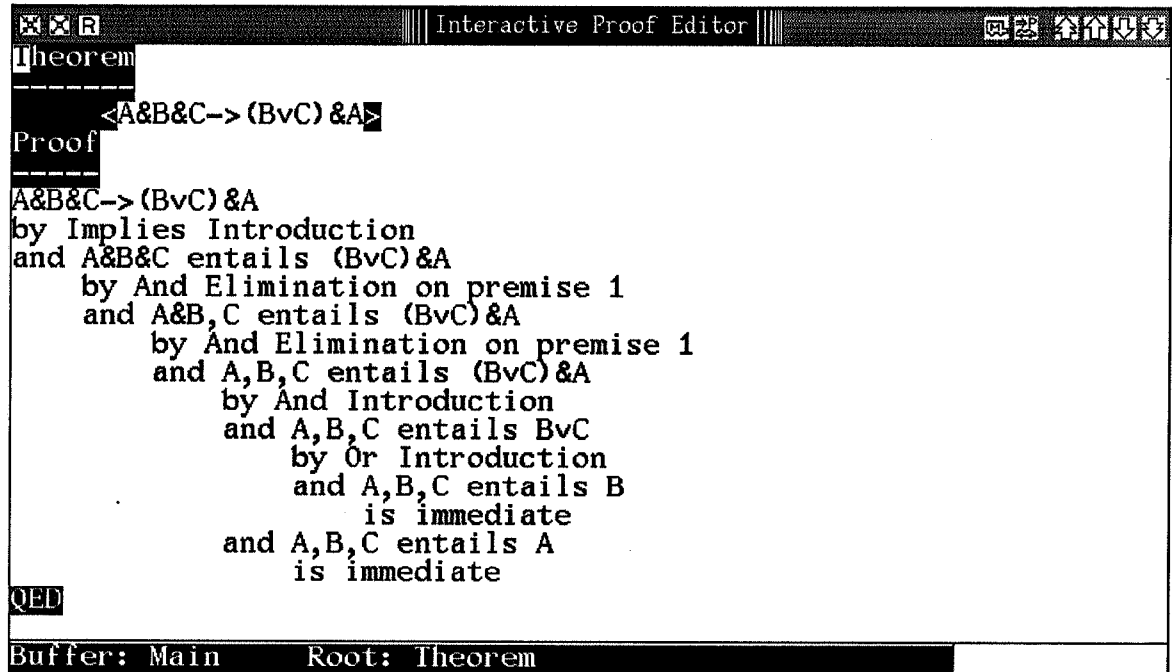 R Interactive Proof Editor
Theorem
-------
<A&B&C->(BvC)&A>
Proof
-----
A&B&C->(BvC)&A
by Implies Introduction
and A&B&C entails (BvC)&A
by And Elimination on premise 1
and A&B,C entails (BvC)&A
by And Elimination on premise 1
and A,B,C entails (BvC)&A
by And Introduction
and A,B,C entails BvC
by Or Introduction
and A,B,C entails B
is immediate
and A,B,C entails A
is immediate
QED
Buffer: Main Root: Theorem